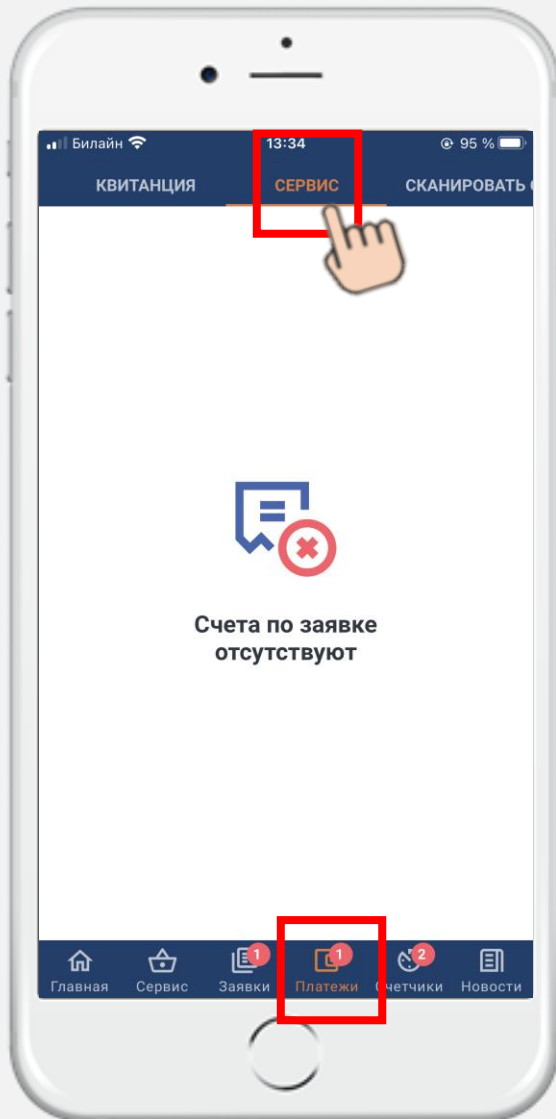 Билайн 13:34 95 %
КВИТАНЦИЯ СЕРВИС СКАНИРОВАТЬ
Счета по заявке
отсутствуют
1 1 2
Главная Сервис Заявки Платежи Счетчики Новости